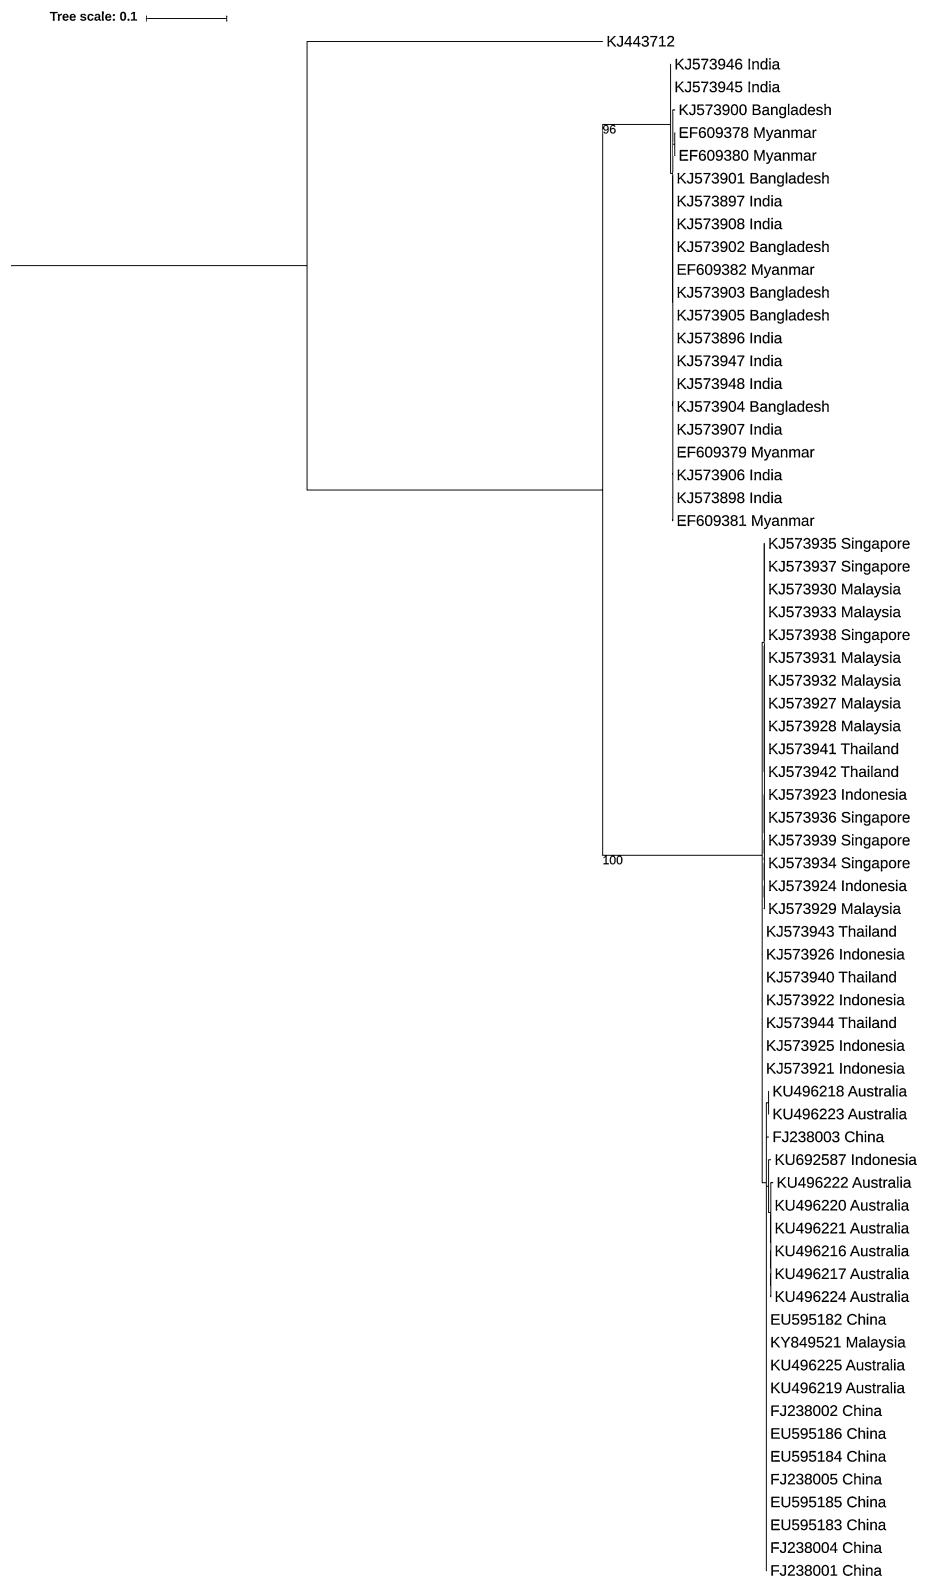 Tree scale: 0.1
KJ443712
KJ573946 India
KJ573945 India
KJ573900 Bangladesh
96
EF609378 Myanmar
EF609380 Myanmar
KJ573901 Bangladesh
KJ573897 India
KJ573908 India
KJ573902 Bangladesh
EF609382 Myanmar
KJ573903 Bangladesh
KJ573905 Bangladesh
KJ573896 India
KJ573947 India
KJ573948 India
KJ573904 Bangladesh
KJ573907 India
EF609379 Myanmar
KJ573906 India
KJ573898 India
EF609381 Myanmar
KJ573935 Singapore
KJ573937 Singapore
KJ573930 Malaysia
KJ573933 Malaysia
KJ573938 Singapore
KJ573931 Malaysia
KJ573932 Malaysia
KJ573927 Malaysia
KJ573928 Malaysia
KJ573941 Thailand
KJ573942 Thailand
KJ573923 Indonesia
KJ573936 Singapore
KJ573939 Singapore
100
KJ573934 Singapore
KJ573924 Indonesia
KJ573929 Malaysia
KJ573943 Thailand
KJ573926 Indonesia
KJ573940 Thailand
KJ573922 Indonesia
KJ573944 Thailand
KJ573925 Indonesia
KJ573921 Indonesia
KU496218 Australia
KU496223 Australia
FJ238003 China
KU692587 Indonesia
KU496222 Australia
KU496220 Australia
KU496221 Australia
KU496216 Australia
KU496217 Australia
KU496224 Australia
EU595182 China
KY849521 Malaysia
KU496225 Australia
KU496219 Australia
FJ238002 China
EU595186 China
EU595184 China
FJ238005 China
EU595185 China
EU595183 China
FJ238004 China
FJ238001 China